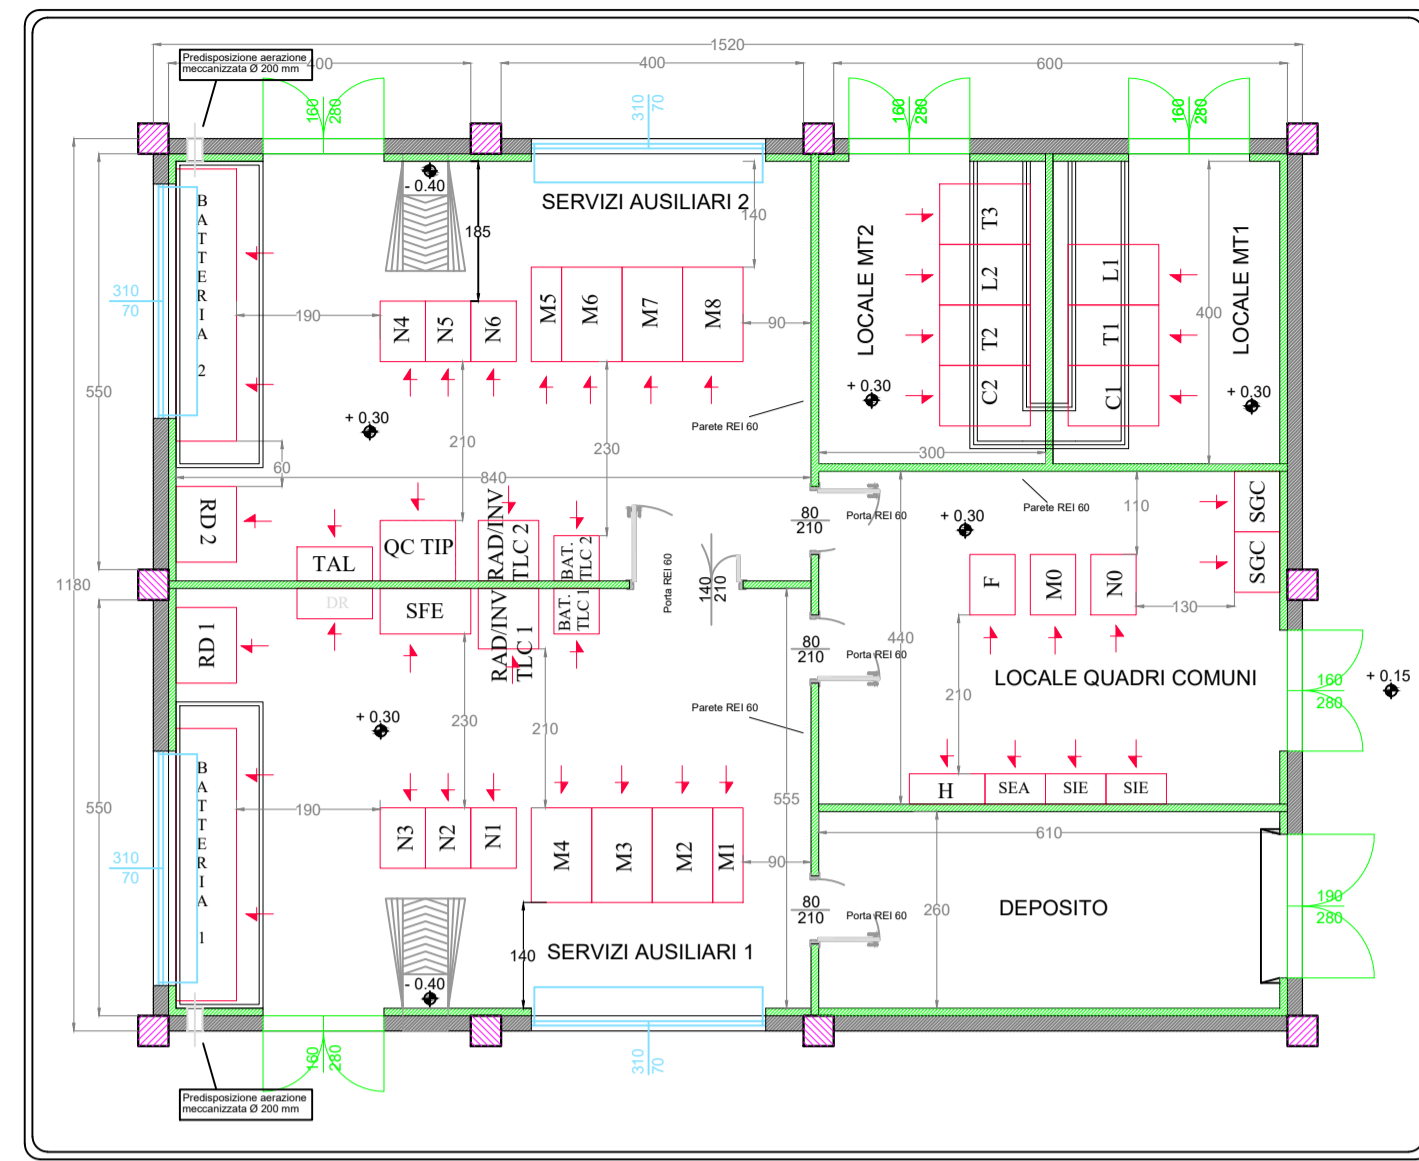 1520
Predisposizione aerazione
meccanizzata Ø 200 mm
400
400
600
160
280
310
70
160
280
160
280
- 0.40
SERVIZI AUSILIARI 2
140
185
BATTERIA 2
310
70
190
N4
N5
N6
M5
M6
M7
M8
90
LOCALE MT2
T3
L2
T2
C2
L1
T1
C1
400
LOCALE MT1
+ 0.30
+ 0.30
+ 0.30
550
210
230
Parete REI 60
300
60
840
RD 2
TAL
QC TIP
RAD/INV
TLC 2
BAT.
TLC 2
80
210
Porta REI 60
+ 0.30
Parete REI 60
110
SGC
SGC
1180
DR
SFE
RAD/INV
TLC 1
BAT.
TLC 1
Porta REI 60
140
210
F
M0
N0
130
RD 1
80
210
Porta REI 60
440
LOCALE QUADRI COMUNI
160
280
+ 0.15
+ 0.30
230
210
Parete REI 60
210
550
BATTERIA 1
190
N3
N2
N1
M4
M3
M2
M1
555
90
H
SEA
SIE
SIE
610
310
70
80
210
Porta REI 60
260
DEPOSITO
190
280
140
SERVIZI AUSILIARI 1
- 0.40
160
280
310
70
Predisposizione aerazione
meccanizzata Ø 200 mm